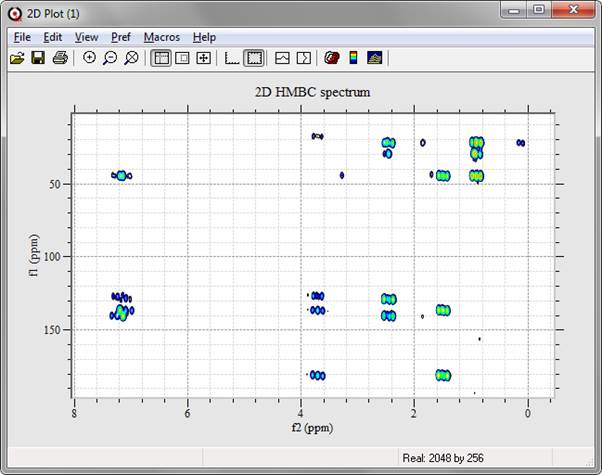 2D Plot (1)
File Edit View Pref Macros Help
2D HMBC spectrum
50
100
150
f1 (ppm)
8 6 4 2 0
f2 (ppm)
Real: 2048 by 256